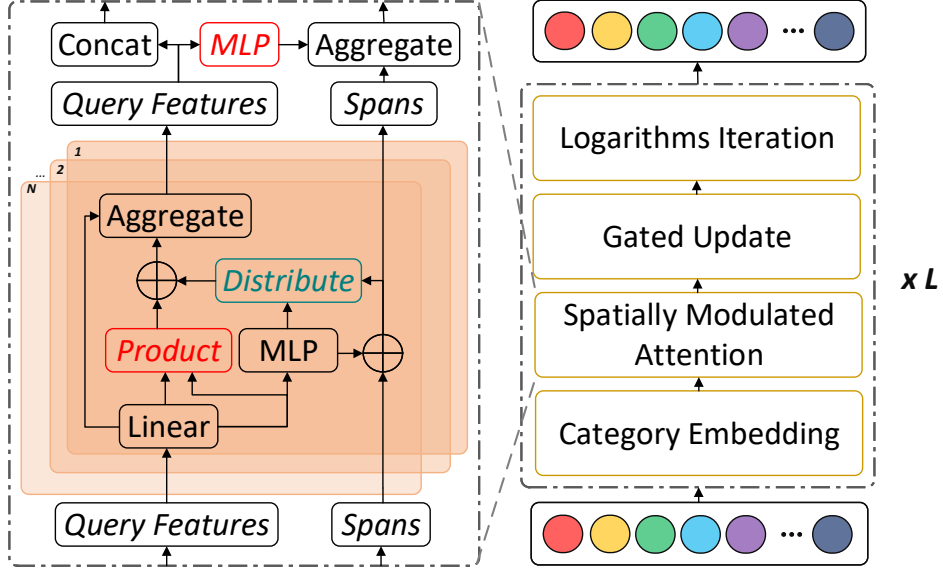 Concat
MLP
Aggregate
Query Features
Spans
1
2
...
N
Aggregate
Distribute
Product
MLP
Linear
Query Features
Spans
...
Logarithms Iteration
Gated Update
Spatially Modulated
Attention
Category Embedding
x L
...